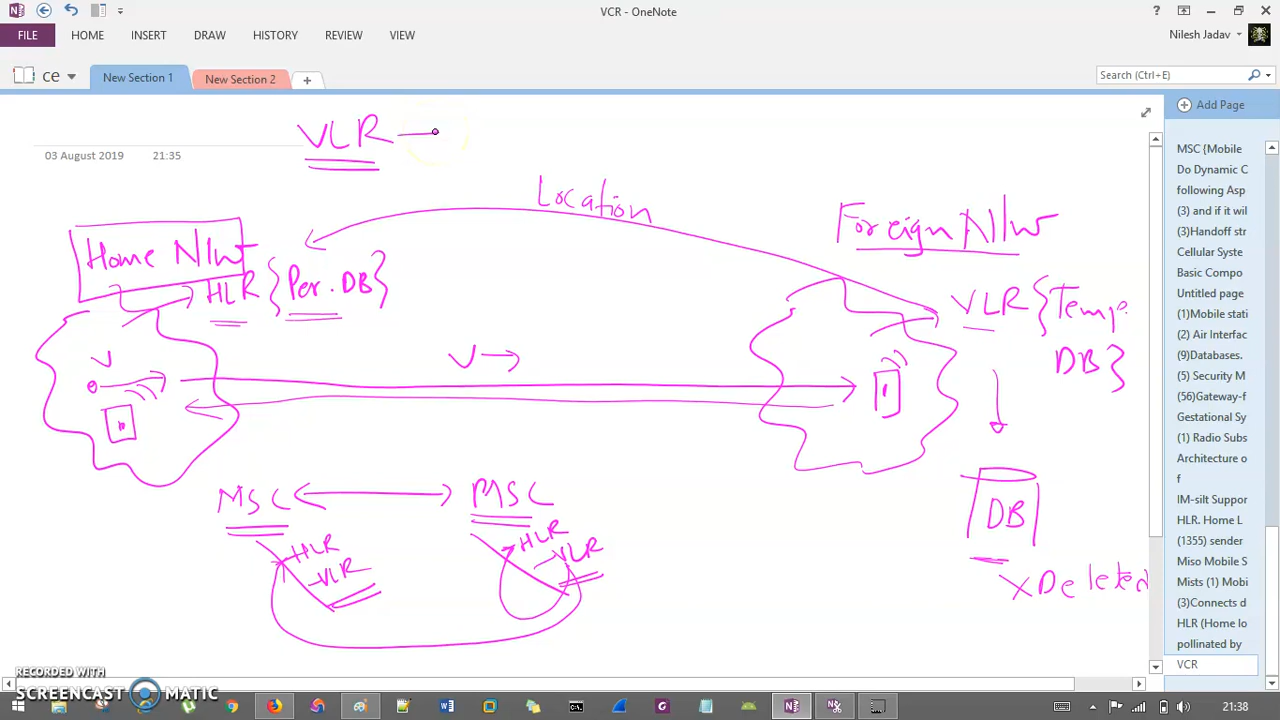 VCR - OneNote
FILE HOME INSERT DRAW HISTORY REVIEW VIEW
Nilesh Jadav
ce
New Section 1
New Section 2
Search (Ctrl+E)
Add Page
03 August 2019 21:35
VLR
Location
Home N/w
Foreign N/w
HLR {Per. DB}
VLR {Temp.
DB}
V
V
MSC
MSC
HLR
VLR
HLR
VLR
DB
X Deleted
MSC {Mobile
Do Dynamic C
following Asp
(3) and if it wil
(3)Handoff str
Cellular Syste
Basic Compo
Untitled page
(1)Mobile stati
(2) Air Interfac
(9)Databases.
(5) Security M
(56)Gateway-f
Gestational Sy
(1) Radio Subs
Architecture o
f
IM-silt Suppor
HLR. Home L
(1355) sender
Miso Mobile S
Mists (1) Mobi
(3)Connects d
HLR (Home lo
pollinated by
VCR
RECORDED WITH
SCREENCAST MATIC
21:38